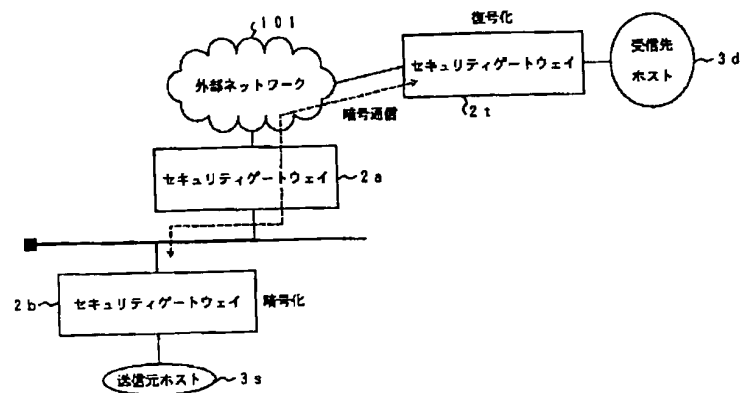 101
復号化
外部ネットワーク
セキュリティゲートウェイ
受信先
ホスト
3d
暗号通信
2t
セキュリティゲートウェイ
2a
2b
セキュリティゲートウェイ
暗号化
送信元ホスト
3s